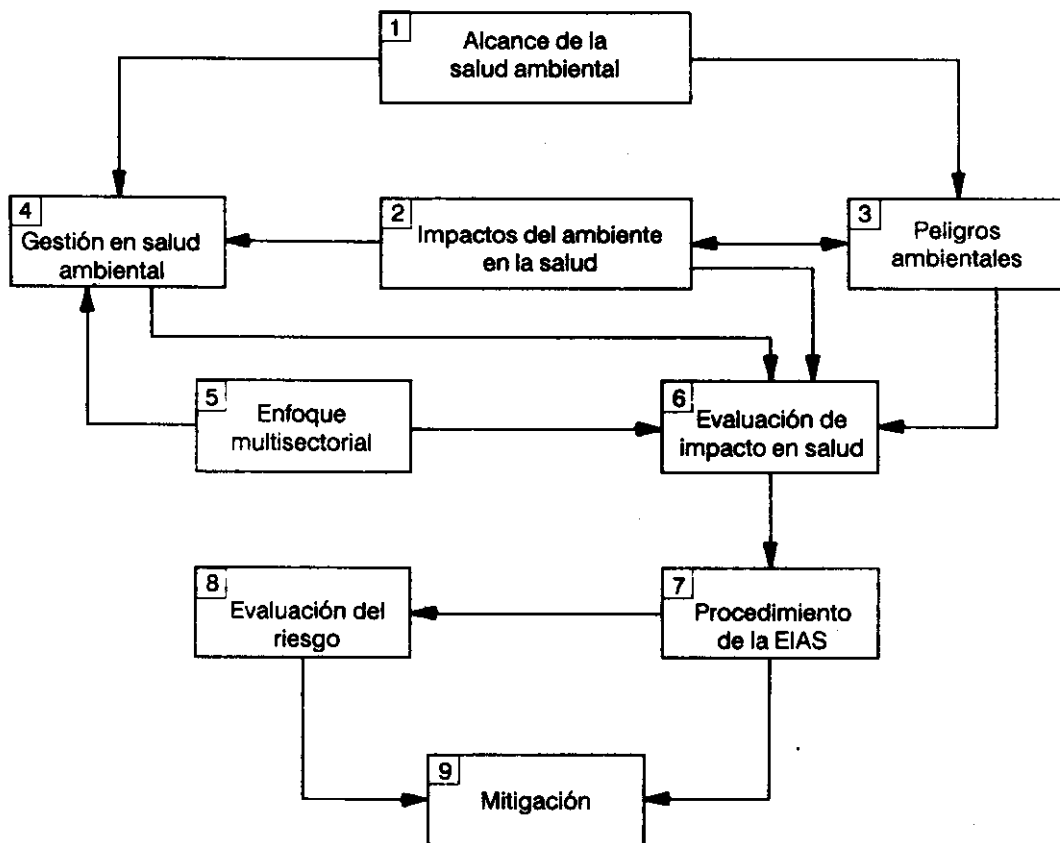 1
Alcance de la
salud ambiental
4
Gestión en salud
ambiental
2
Impactos del ambiente
en la salud
3
Peligros
ambientales
5
Enfoque
multisectorial
6
Evaluación de
impacto en salud
8
Evaluación del
riesgo
7
Procedimiento
de la EIAS
9
Mitigación